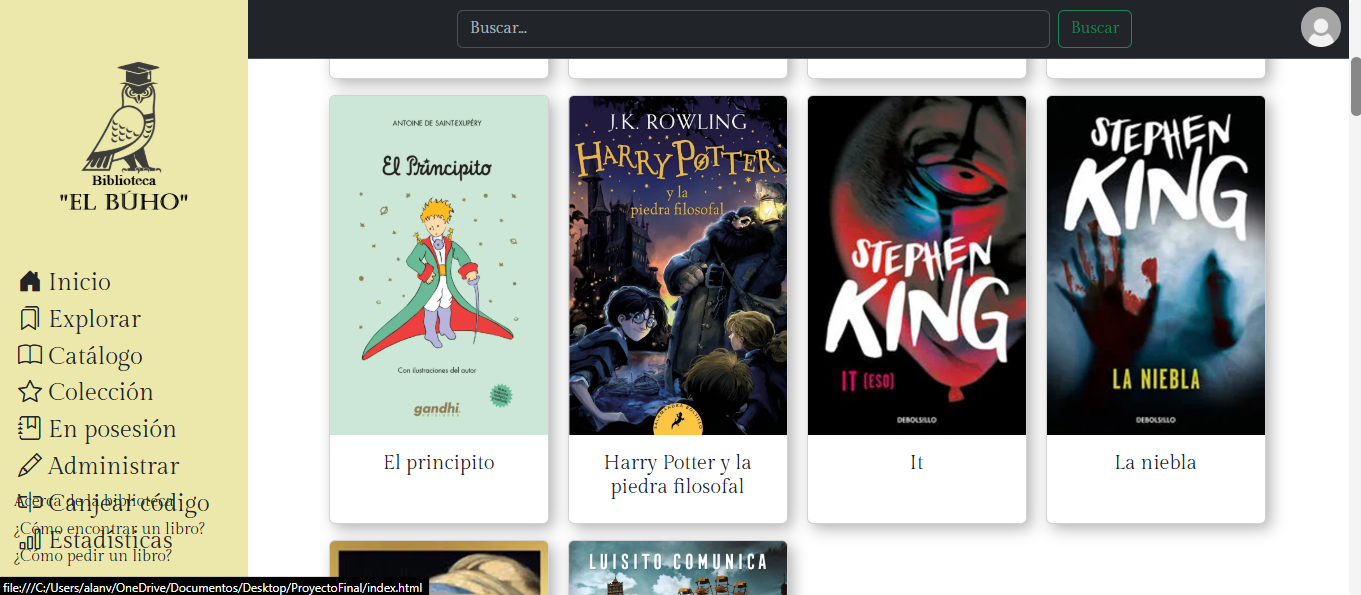 Buscar...
Buscar
Biblioteca
"EL BÚHO"
Inicio
Explorar
Catálogo
Colección
En posesión
Administrar
Canjear código
Acerca de la biblioteca
¿Cómo encontrar un libro?
Estadísticas
¿Cómo pedir un libro?
file:///C:/Users/alanv/OneDrive/Documentos/Desktop/ProyectoFinal/index.html
ANTOINE DE SAINT-EXUPÉRY
El Principito
Con ilustraciones del autor
gandhi
El principito
J.K. ROWLING
HARRY POTTER
y la
piedra filosofal
Harry Potter y la
piedra filosofal
STEPHEN
KING
IT (ESO)
DEBOLSILLO
It
STEPHEN
KING
LA NIEBLA
DEBOLSILLO
La niebla
LUISITO COMUNICA